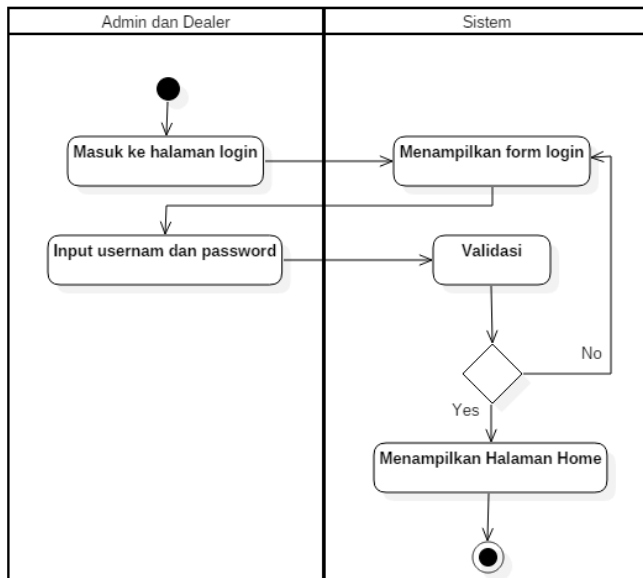 Admin dan Dealer
Sistem
Masuk ke halaman login
Menampilkan form login
Input usernam dan password
Validasi
No
Yes
Menampilkan Halaman Home